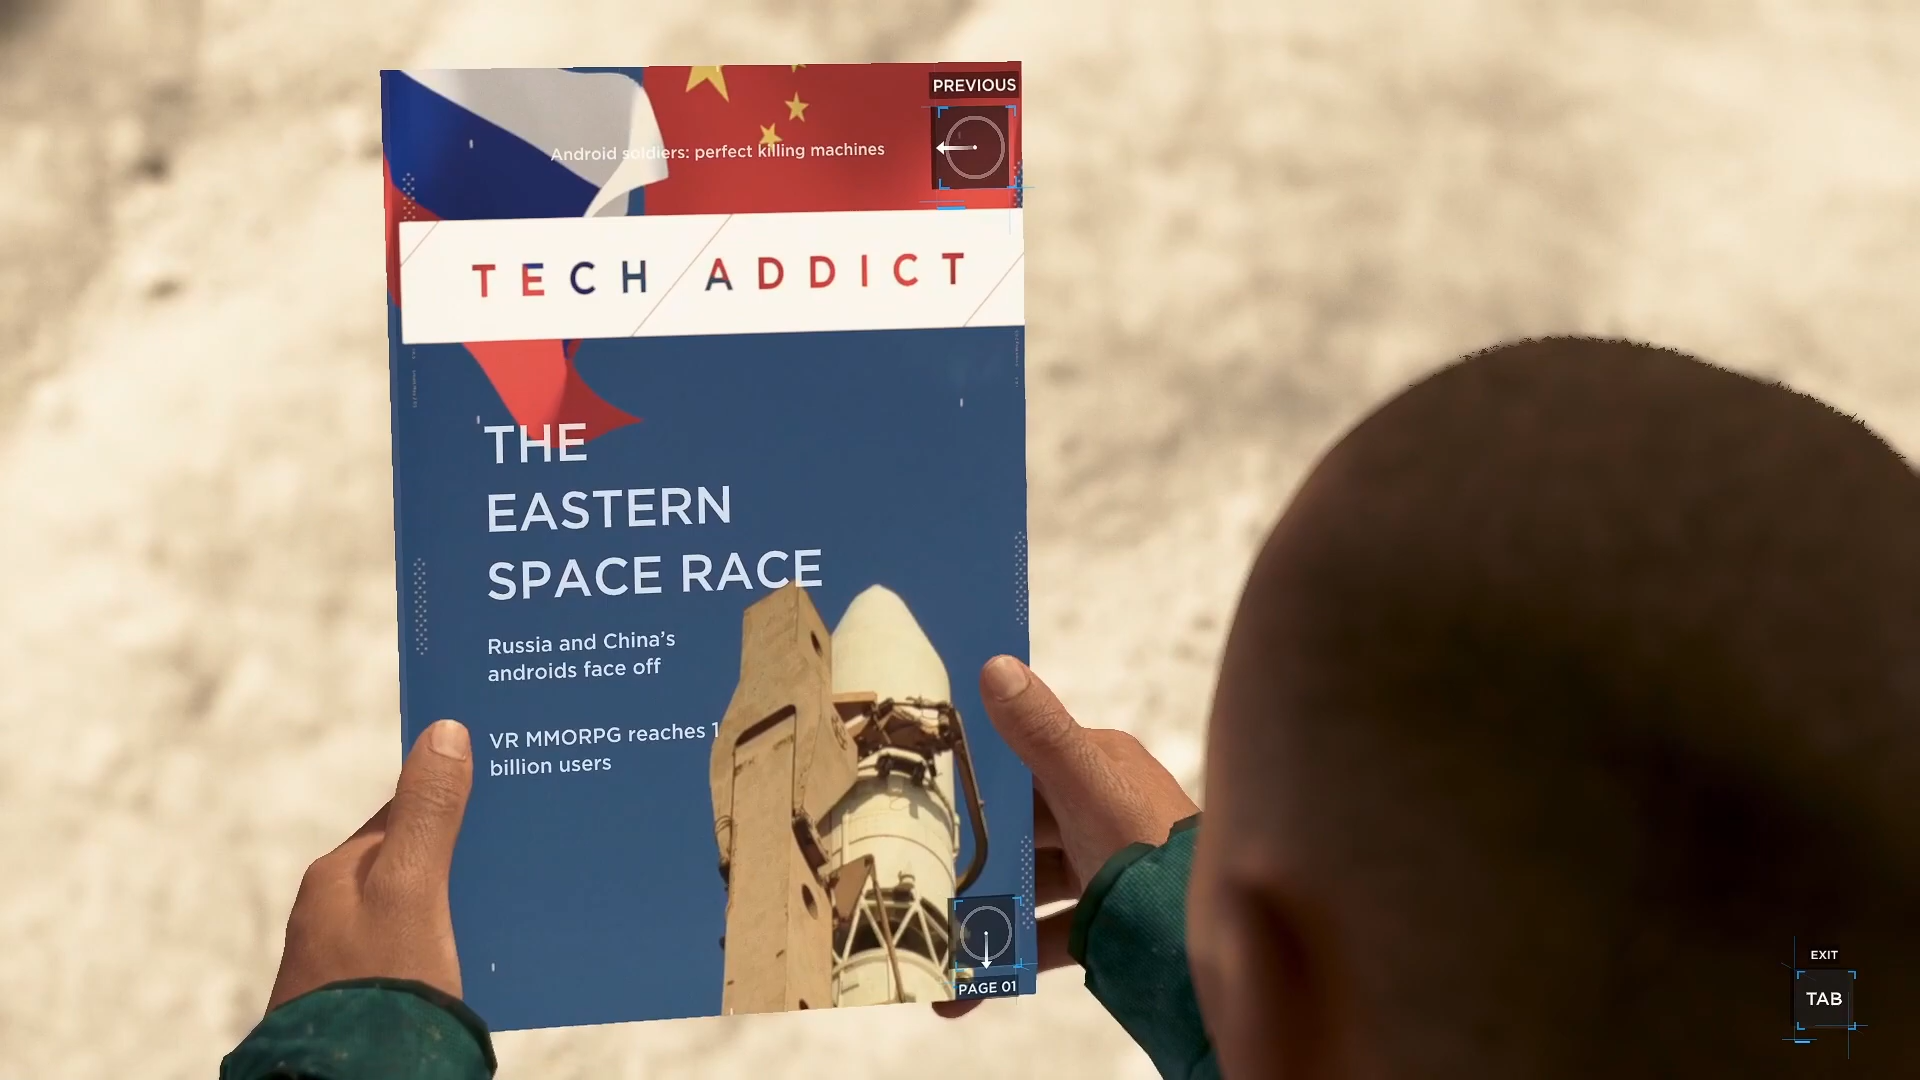 PREVIOUS
Android soldiers: perfect killing machines
TECH ADDICT
THE
EASTERN
SPACE RACE
Russia and China's
androids face off
VR MMORPG reaches 1
billion users
PAGE 01
EXIT
TAB